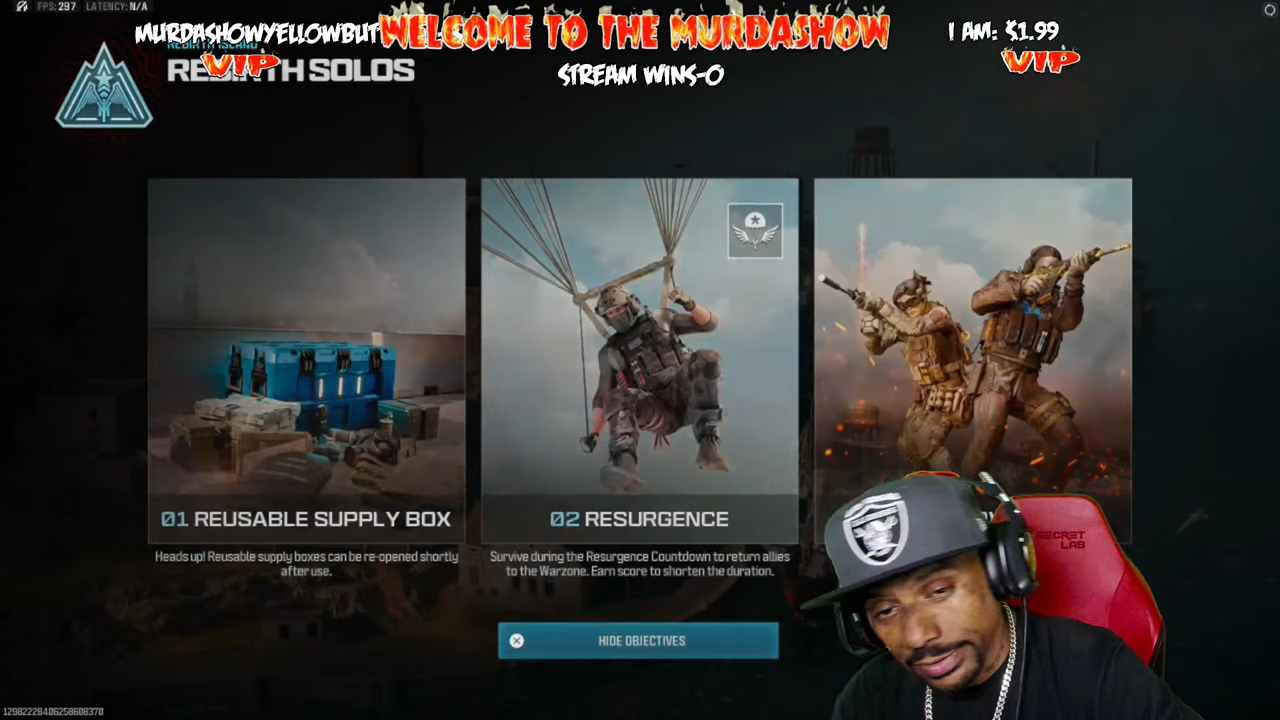 FPS:297 LATENCY:N/A
MURDASHOWYELLOWBUT
WELCOME TO THE MURDASHOW
I AM: $1.99
REBIRTH ISLAND
VIP
REBIRTH SOLOS
STREAM WINS-0
VIP
01 REUSABLE SUPPLY BOX
02 RESURGENCE
Heads up! Reusable supply boxes can be re-opened shortly
after use.
Survive during the Resurgence Countdown to return allies
to the Warzone. Earn score to shorten the duration.
HIDE OBJECTIVES
SECRET
LAB